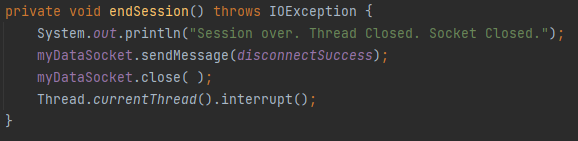 private void endSession() throws IOException {
System.out.println("Session over. Thread Closed. Socket Closed.");
myDataSocket.sendMessage(disconnectSuccess);
myDataSocket.close( );
Thread.currentThread().interrupt();
}